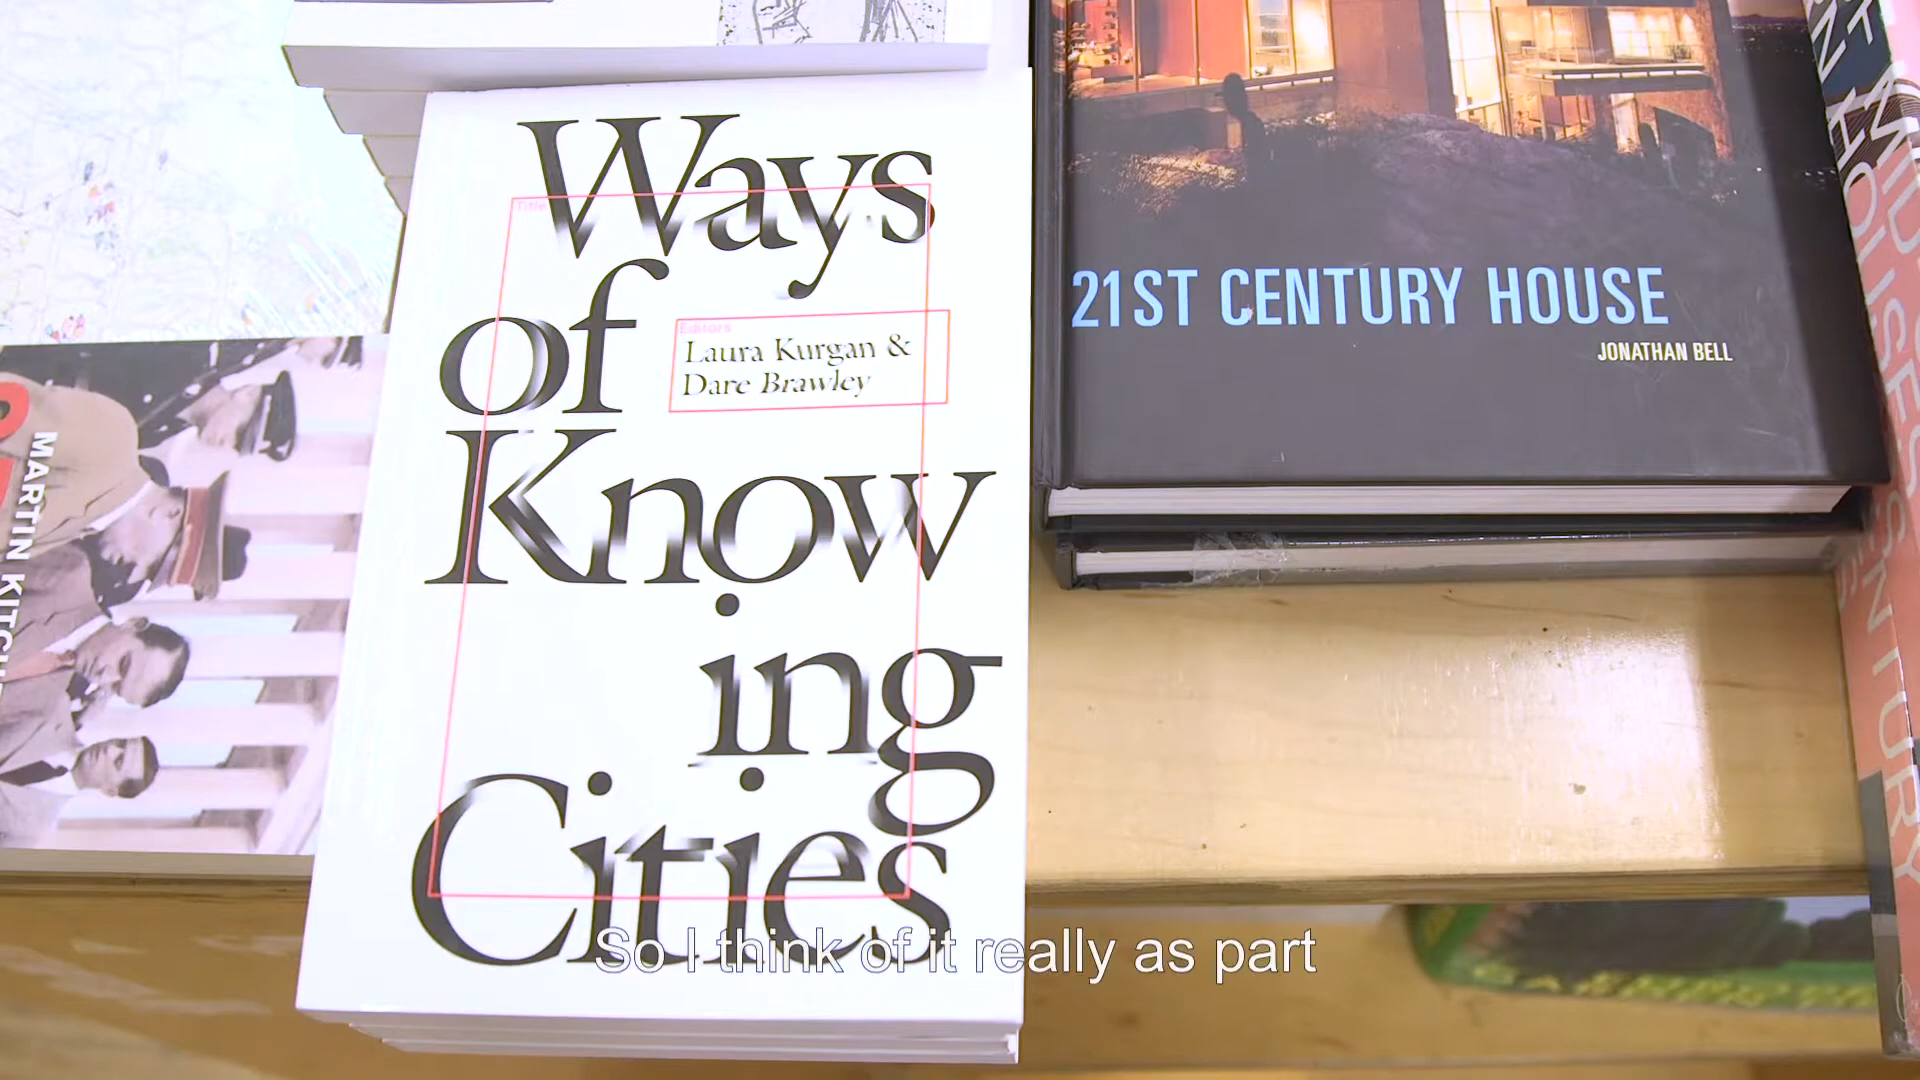 Ways
of
Know
ing
Cities
Title
Editors
Laura Kurgan &
Dare Brawley
21ST CENTURY HOUSE
JONATHAN BELL
MARTIN KITCH
So I think of it really as part